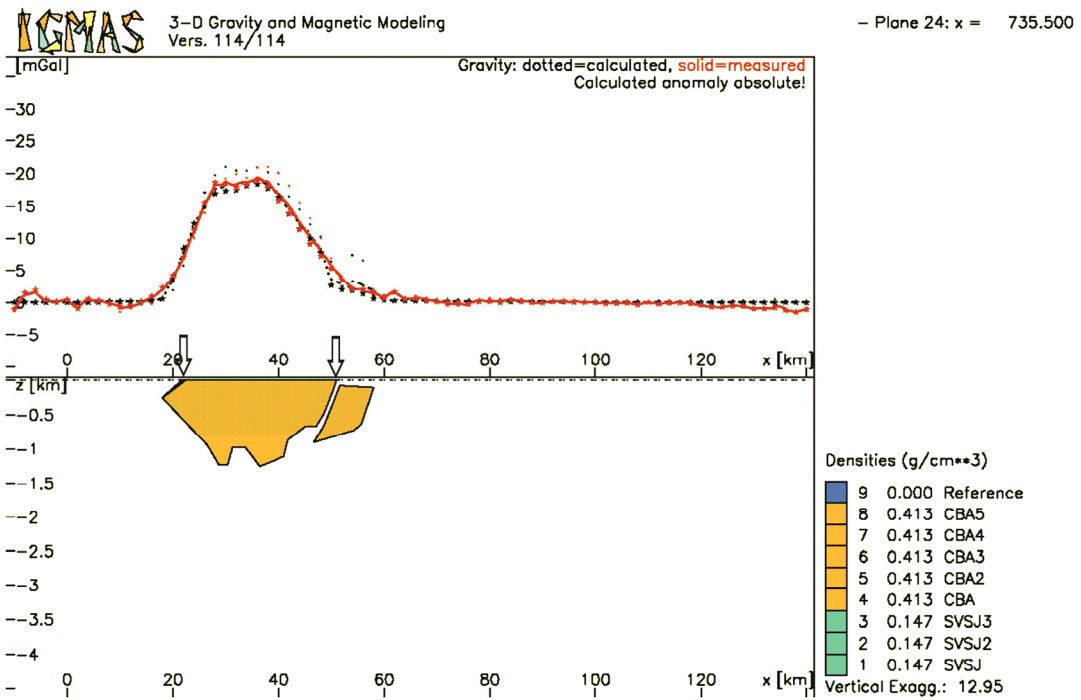 IGMAS 3-D Gravity and Magnetic Modeling
Vers. 114/114
- Plane 24: x = 735.500
[mGal]
Gravity: dotted=calculated, solid=measured
Calculated anomaly absolute!
-30
-25
-20
-15
-10
-5
0
--5
0 20 40 60 80 100 120 x [km]
z [km]
--0.5
--1
--1.5
--2
--2.5
--3
--3.5
--4
0 20 40 60 80 100 120 x [km]
Densities (g/cm**3)
9 0.000 Reference
8 0.413 CBA5
7 0.413 CBA4
6 0.413 CBA3
5 0.413 CBA2
4 0.413 CBA
3 0.147 SVSJ3
2 0.147 SVSJ2
1 0.147 SVSJ
Vertical Exagg.: 12.95